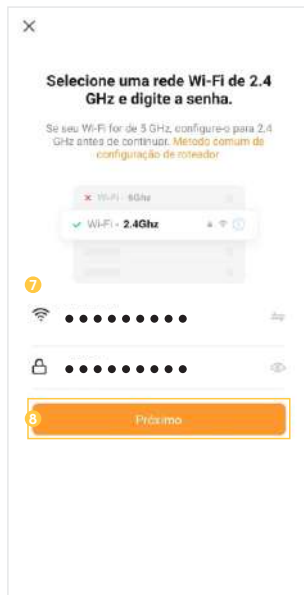 Selecione uma rede Wi-Fi de 2.4
GHz e digite a senha.
Se seu Wi-Fi for de 5 GHz, configure-o para 2.4
GHz antes de continuar. Método comum de
configuração de roteador
Wi-Fi - 5Ghz
Wi-Fi - 2.4Ghz
7
●●●●●●●●●
●●●●●●●●●
8
Próximo